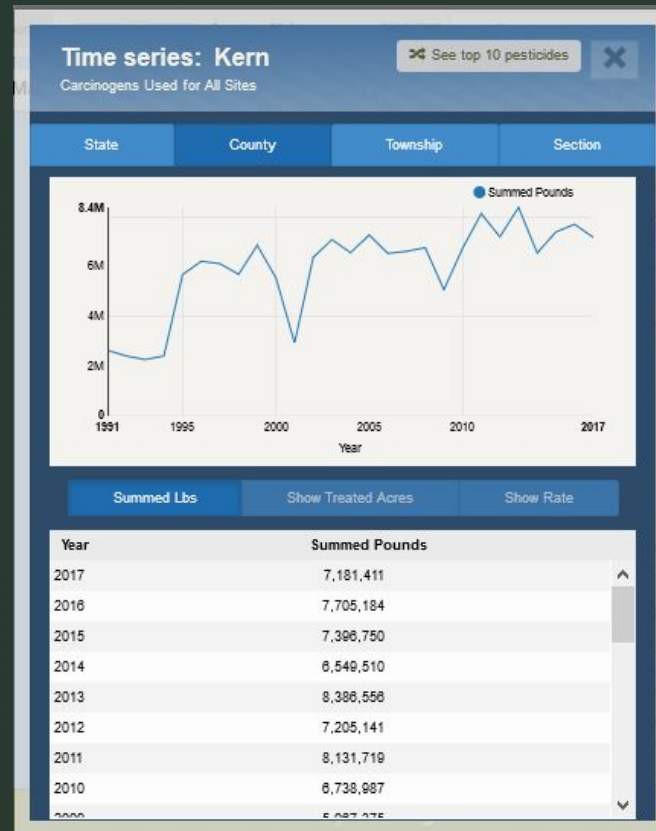 Time series: Kern
See top 10 pesticides
Carcinogens Used for All Sites
State County Township Section
Summed Pounds
8.4M
6M
4M
2M
0
1991 1995 2000 2005 2010 2017
Year
Summed Lbs Show Treated Acres Show Rate
Year Summed Pounds
2017 7,181,411
2016 7,705,184
2015 7,396,750
2014 6,549,510
2013 8,386,556
2012 7,205,141
2011 8,131,719
2010 6,738,987